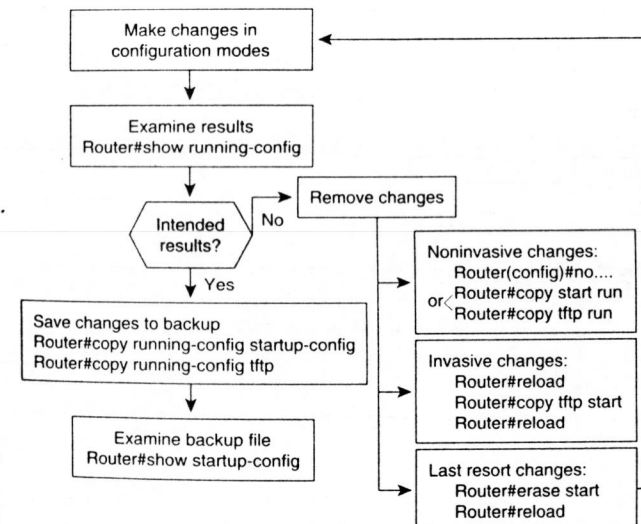 Make changes in
configuration modes
Examine results
Router#show running-config
Intended
results?
No
Remove changes
Yes
Noninvasive changes:
Router(config)#no....
or
Router#copy start run
Router#copy tftp run
Save changes to backup
Router#copy running-config startup-config
Router#copy running-config tftp
Invasive changes:
Router#reload
Router#copy tftp start
Router#reload
Examine backup file
Router#show startup-config
Last resort changes:
Router#erase start
Router#reload